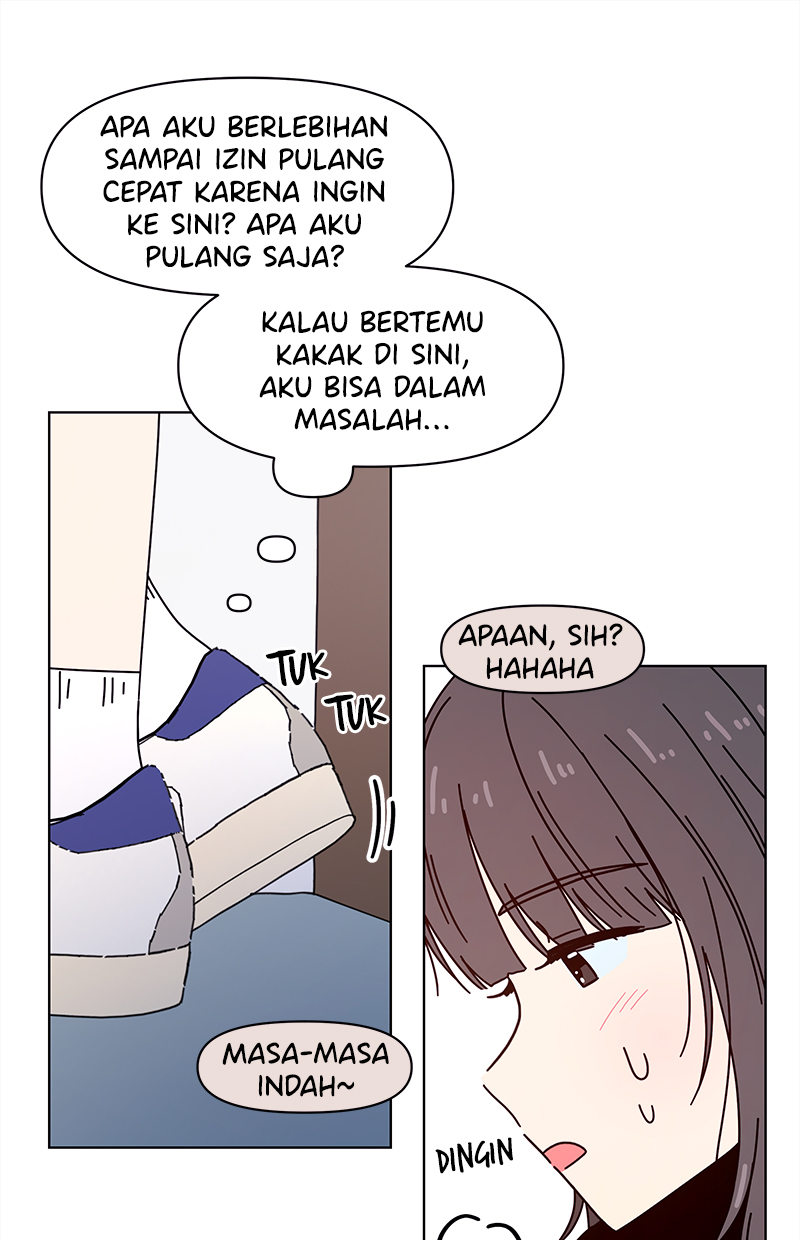 APA AKU BERLEBIHAN
SAMPAI IZIN PULANG
CEPAT KARENA INGIN
KE SINI? APA AKU
PULANG SAJA?
KALAU BERTEMU
KAKAK DI SINI,
AKU BISA DALAM
MASALAH...
TUK
TUK
APAAN, SIH?
HAHAHA
MASA-MASA
INDAH~
DINGIN